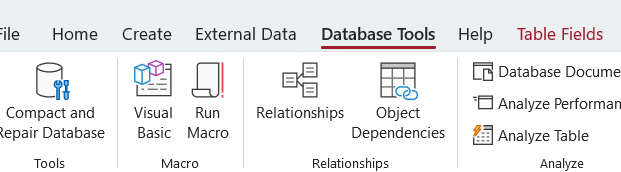 File Home Create External Data Database Tools Help Table Fields
Compact and Repair Database
Visual Basic
Run Macro
Relationships
Object Dependencies
Database Docume
Analyze Performan
Analyze Table
Tools Macro Relationships Analyze